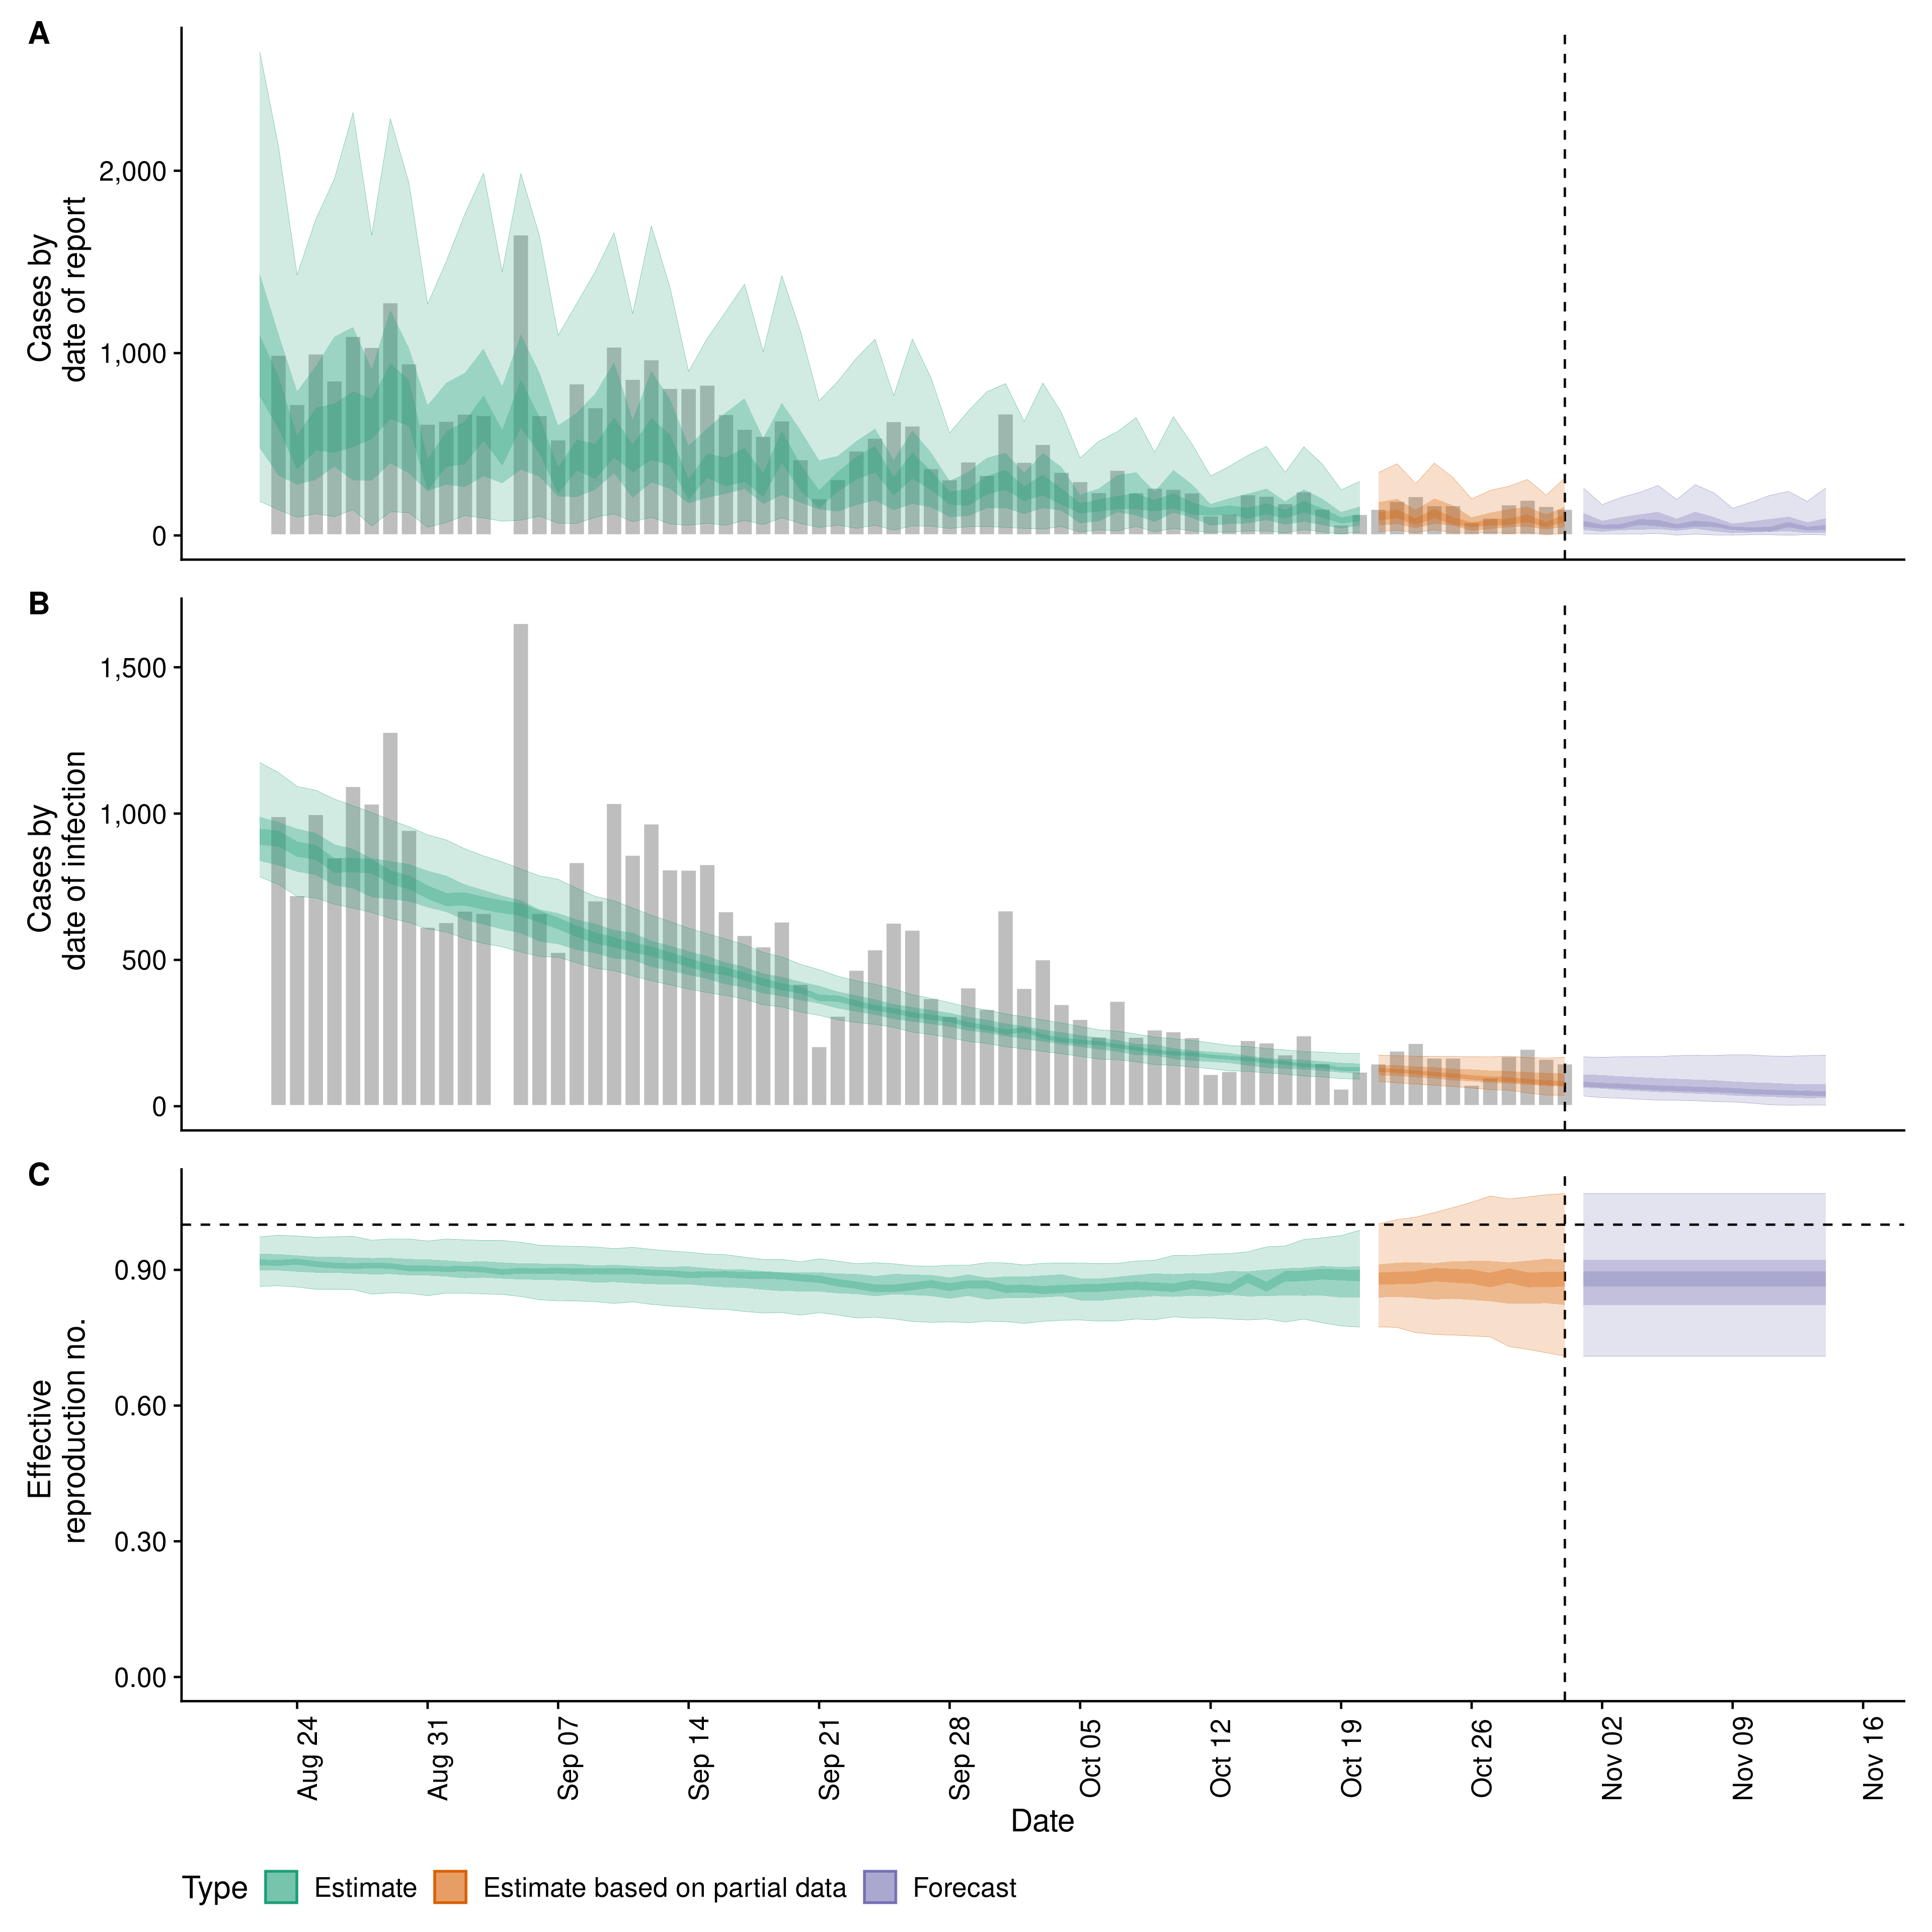 A
Cases by
date of report
2,000
1,000
0
B
Cases by
date of infection
1,500
1,000
500
0
C
Effective
reproduction no.
0.90
0.60
0.30
0.00
Aug 24
Aug 31
Sep 07
Sep 14
Sep 21
Sep 28
Oct 05
Oct 12
Oct 19
Oct 26
Nov 02
Nov 09
Nov 16
Date
Type Estimate Estimate based on partial data Forecast